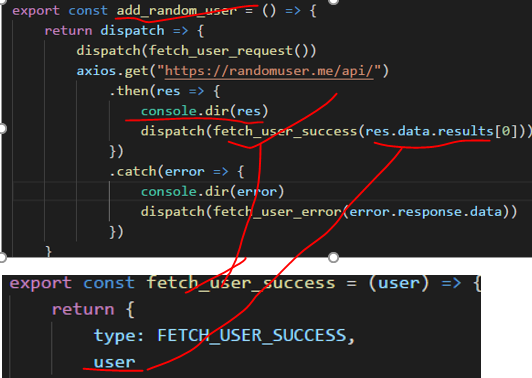 export const add_random_user = () => {
return dispatch => {
dispatch(fetch_user_request())
axios.get("https://randomuser.me/api/")
.then(res => {
console.dir(res)
dispatch(fetch_user_success(res.data.results[0]))
})
.catch(error => {
console.dir(error)
dispatch(fetch_user_error(error.response.data))
})
}
export const fetch_user_success = (user) => {
return {
type: FETCH_USER_SUCCESS,
user